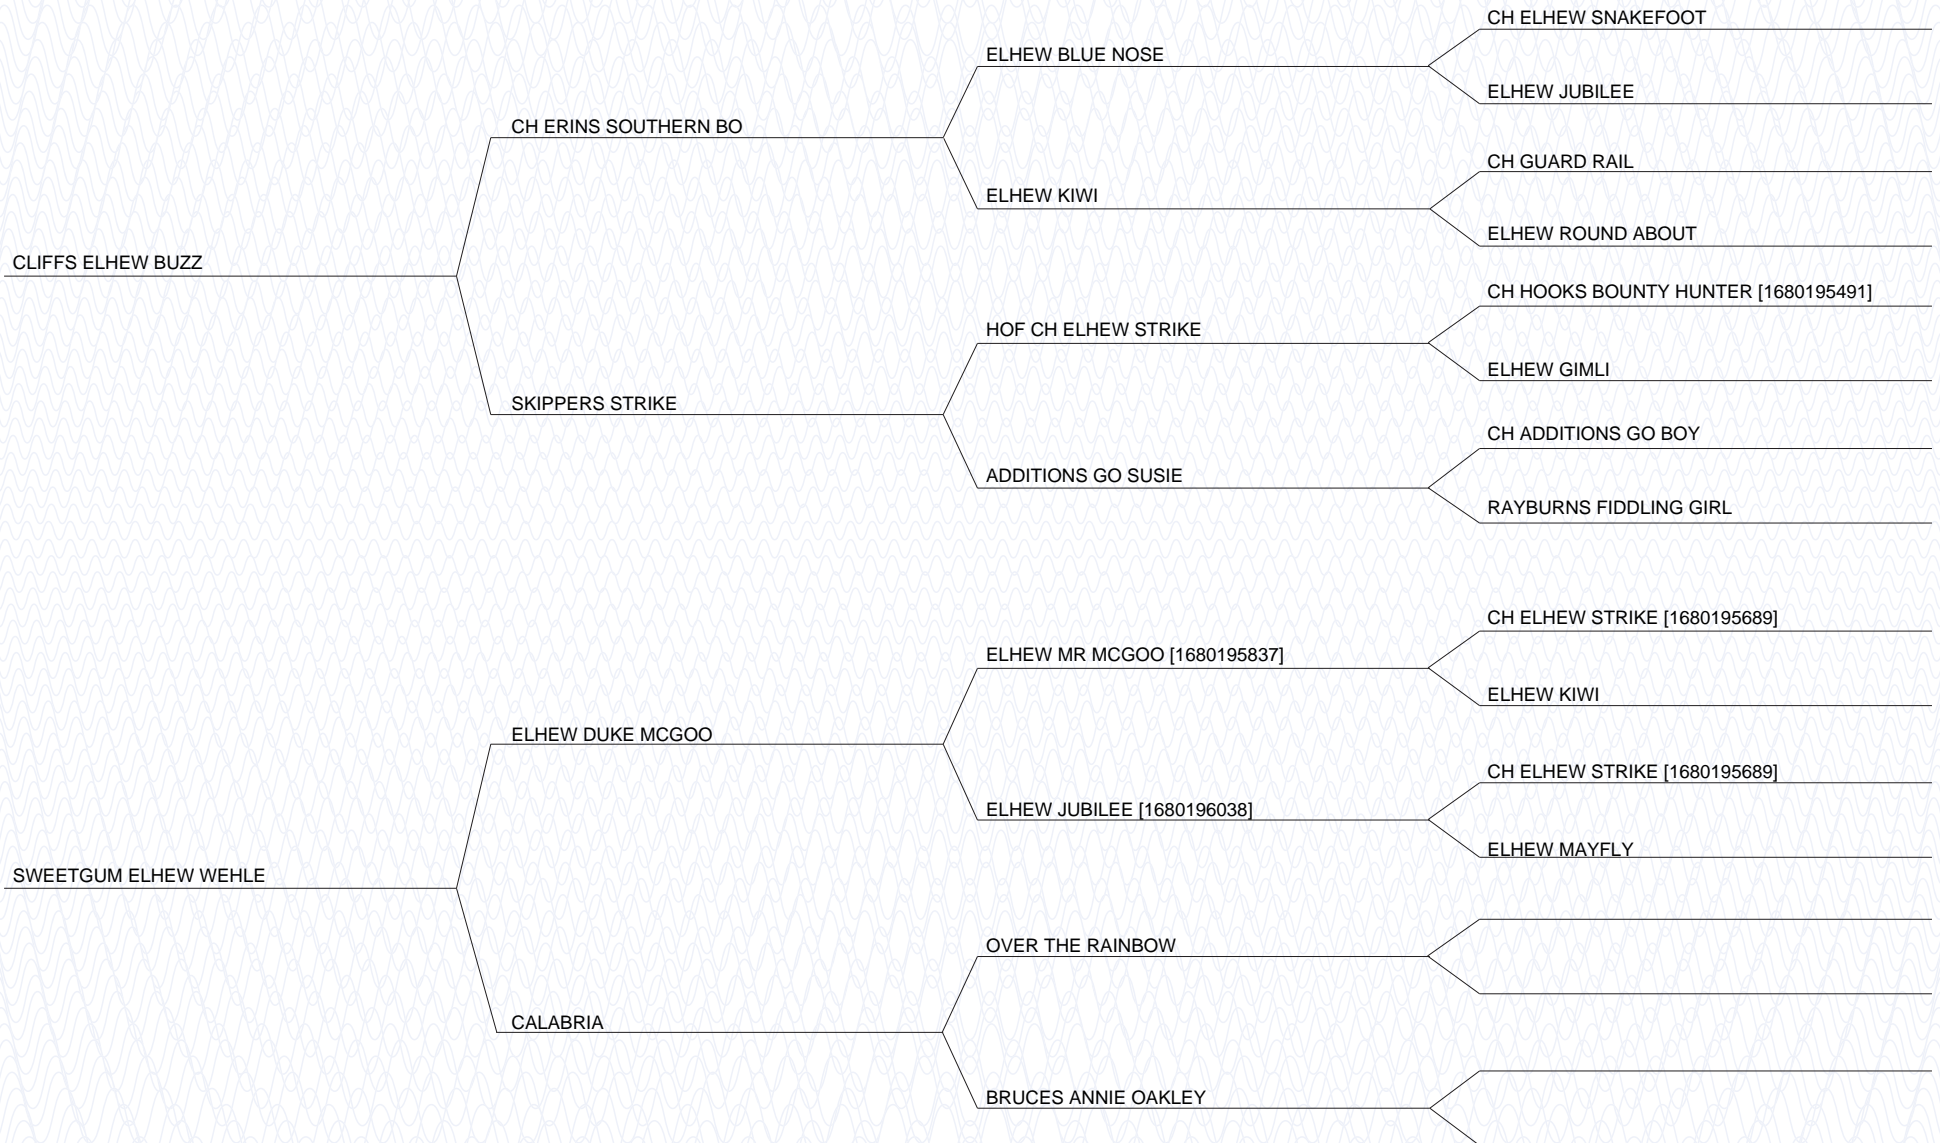 CH ELHEW SNAKEFOOT
ELHEW BLUE NOSE
ELHEW JUBILEE
CH ERINS SOUTHERN BO
CH GUARD RAIL
ELHEW KIWI
ELHEW ROUND ABOUT
CLIFFS ELHEW BUZZ
CH HOOKS BOUNTY HUNTER [1680195491]
HOF CH ELHEW STRIKE
ELHEW GIMLI
SKIPPERS STRIKE
CH ADDITIONS GO BOY
ADDITIONS GO SUSIE
RAYBURNS FIDDLING GIRL
CH ELHEW STRIKE [1680195689]
ELHEW MR MCGOO [1680195837]
ELHEW KIWI
ELHEW DUKE MCGOO
CH ELHEW STRIKE [1680195689]
ELHEW JUBILEE [1680196038]
ELHEW MAYFLY
SWEETGUM ELHEW WEHLE
OVER THE RAINBOW
CALABRIA
BRUCES ANNIE OAKLEY